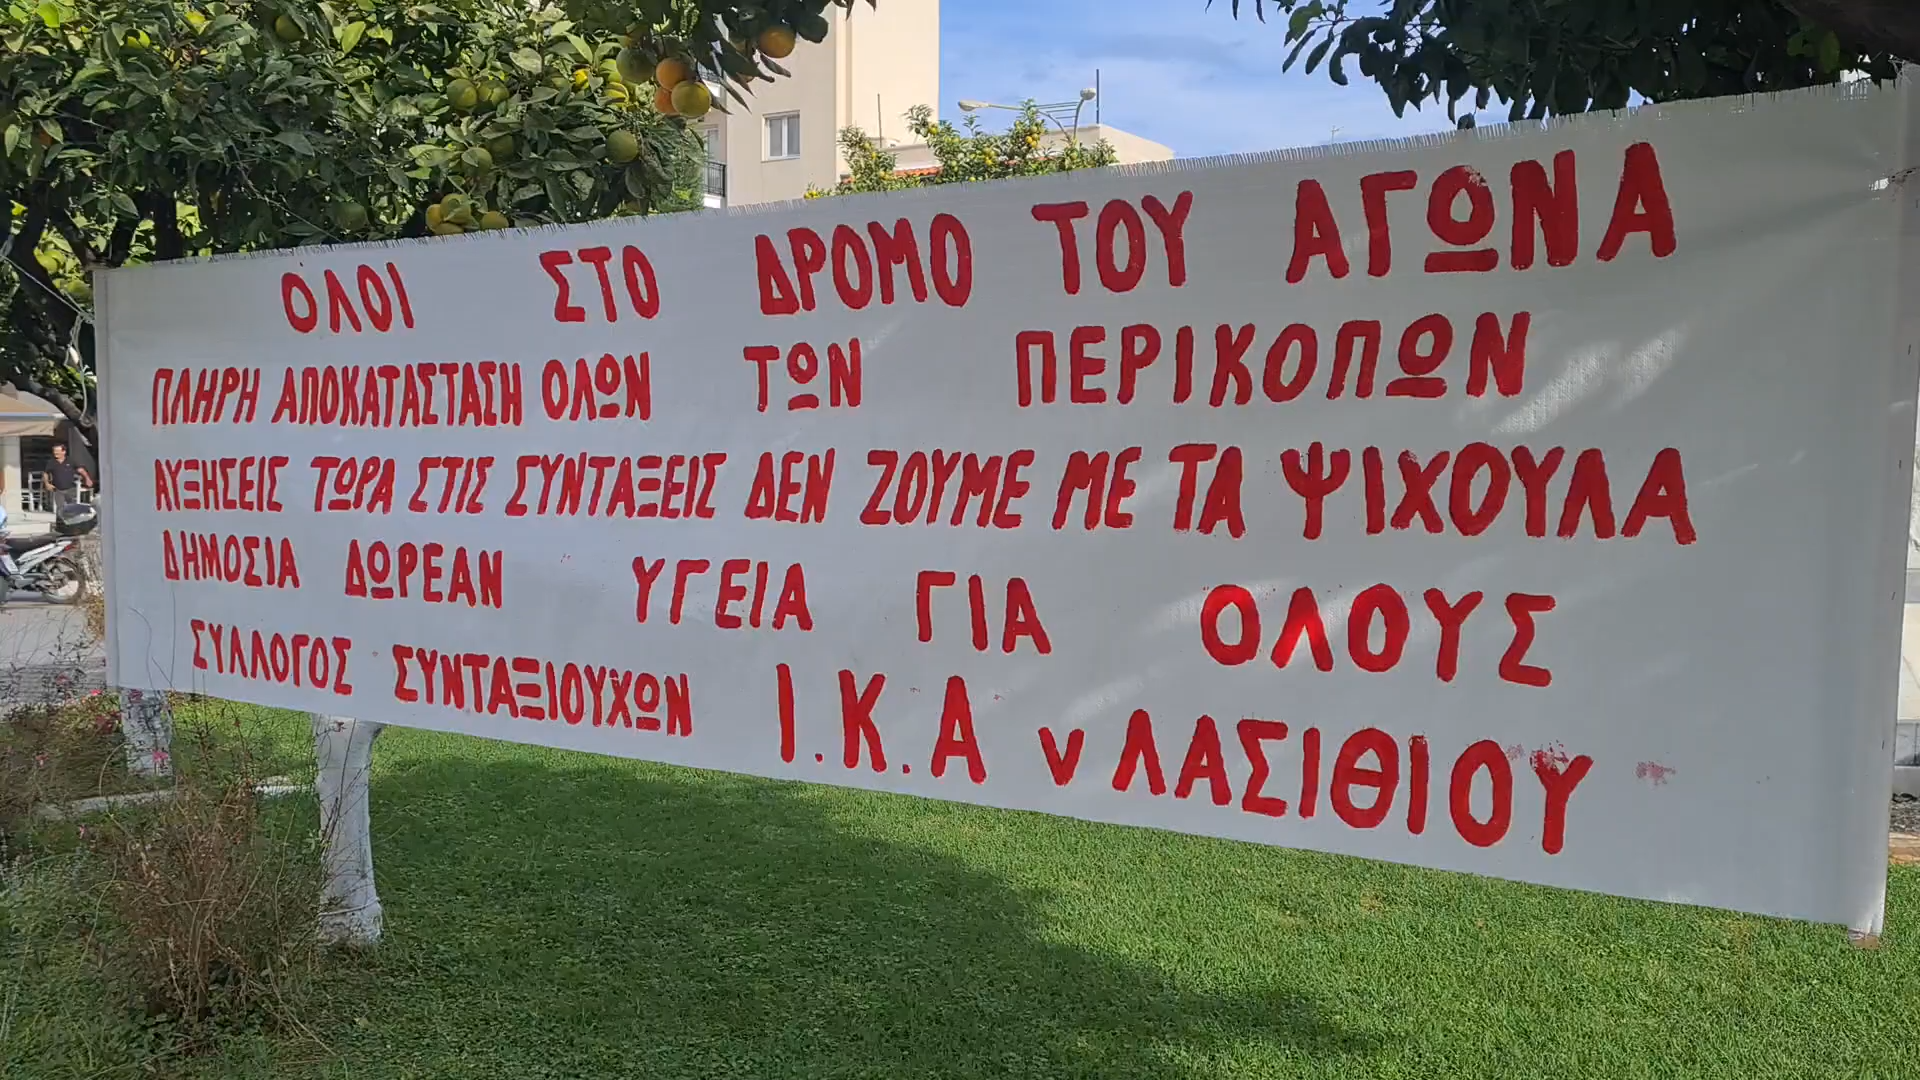 ΟΛΟΙ ΣΤΟ ΔΡΟΜΟ ΤΟΥ ΑΓΩΝΑ
ΠΛΗΡΗ ΑΠΟΚΑΤΑΣΤΑΣΗ ΟΛΩΝ ΤΩΝ ΠΕΡΙΚΟΠΩΝ
ΑΥΞΗΣΕΙΣ ΤΩΡΑ ΣΤΙΣ ΣΥΝΤΑΞΕΙΣ ΔΕΝ ΖΟΥΜΕ ΜΕ ΤΑ ΨΙΧΟΥΛΑ
ΔΗΜΟΣΙΑ ΔΩΡΕΑΝ ΥΓΕΙΑ ΓΙΑ ΟΛΟΥΣ
ΣΥΛΛΟΓΟΣ ΣΥΝΤΑΞΙΟΥΧΩΝ Ι.Κ.Α ν ΛΑΣΙΘΙΟΥ